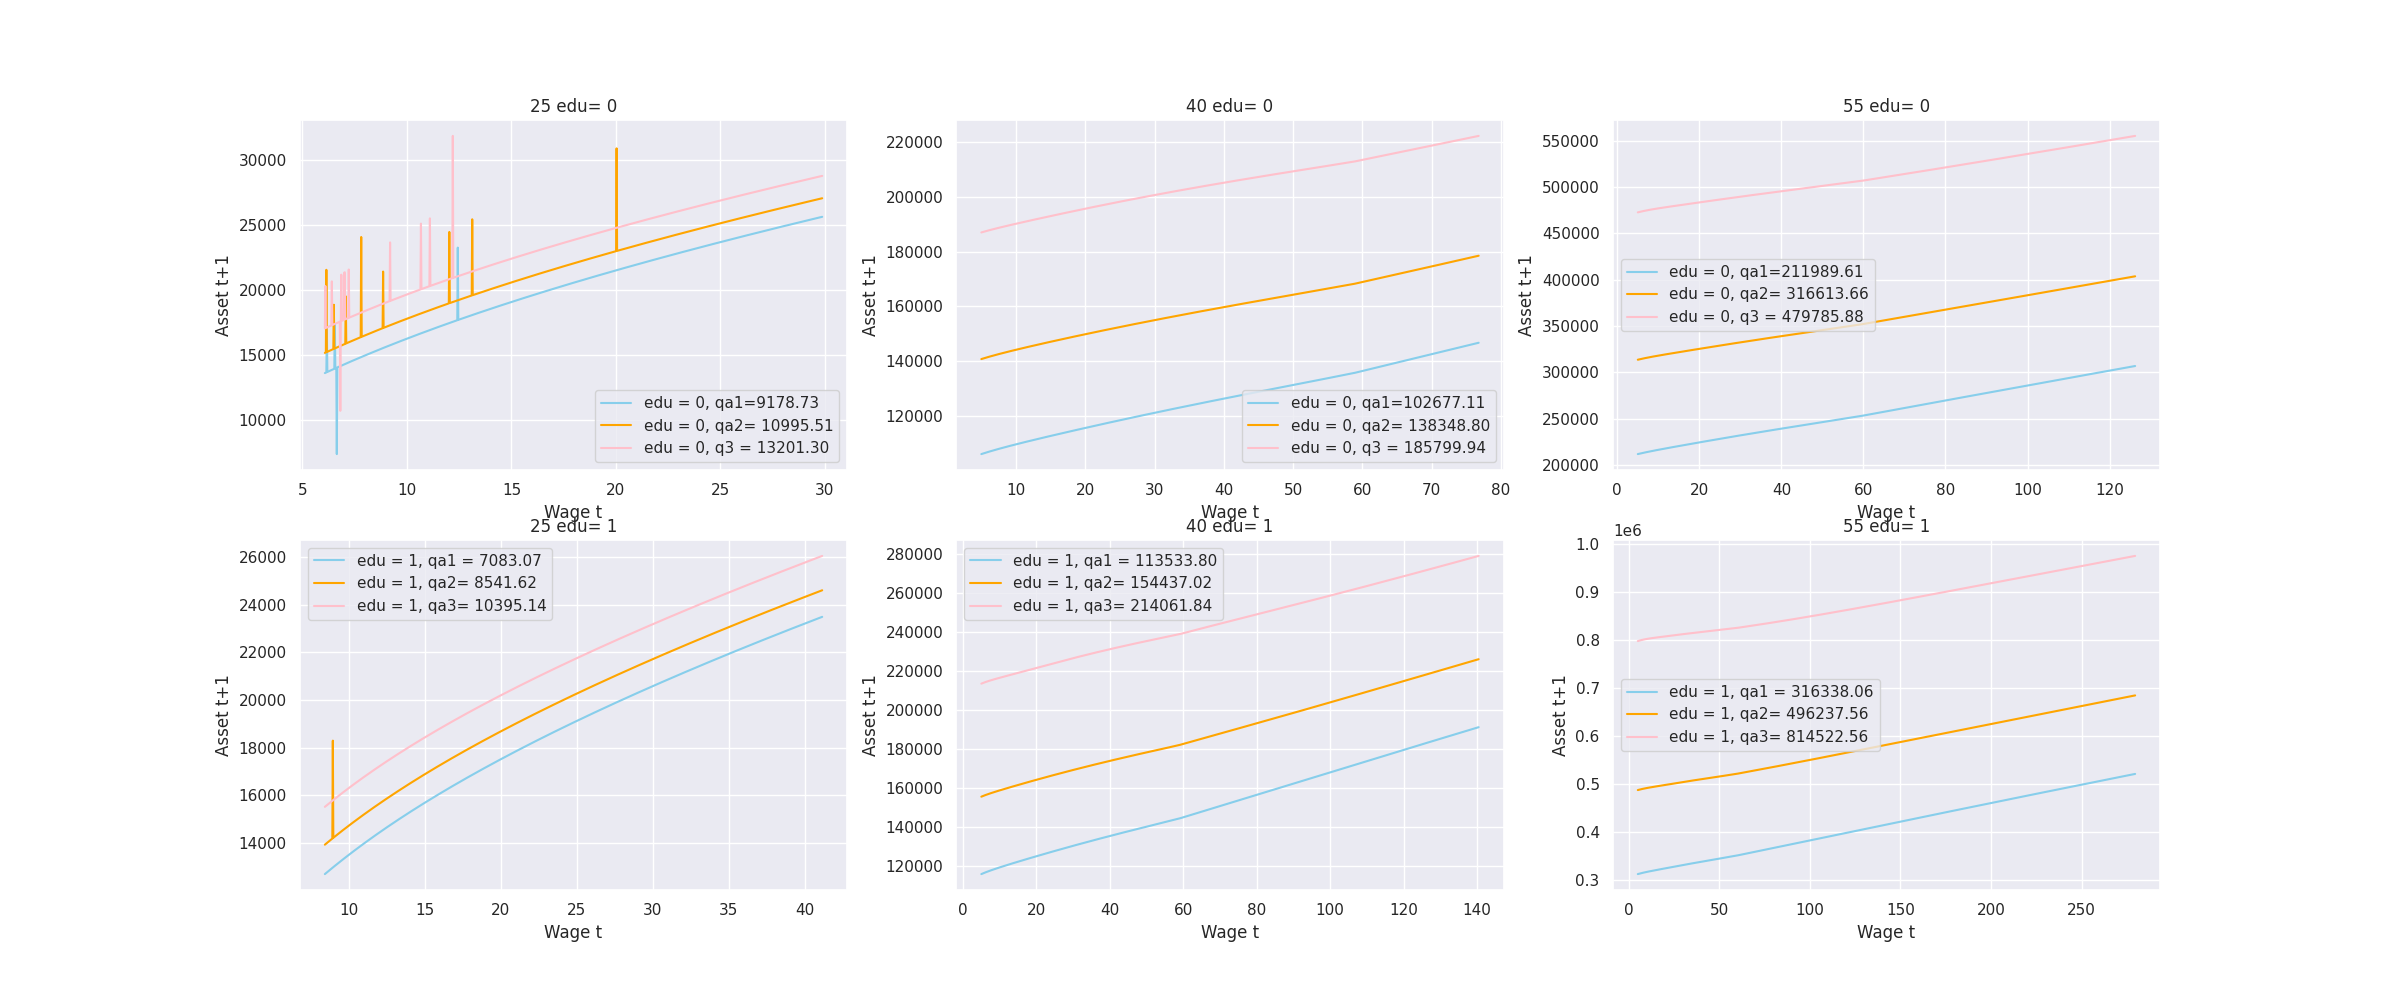 25 edu= 0
Asset t+1
30000
25000
20000
15000
10000
edu = 0, qa1=9178.73
edu = 0, qa2= 10995.51
edu = 0, q3 = 13201.30
5 10 15 20 25 30
Wage t
40 edu= 0
Asset t+1
220000
200000
180000
160000
140000
120000
edu = 0, qa1=102677.11
edu = 0, qa2= 138348.80
edu = 0, q3 = 185799.94
10 20 30 40 50 60 70 80
Wage t
55 edu= 0
Asset t+1
550000
500000
450000
400000
350000
300000
250000
200000
edu = 0, qa1=211989.61
edu = 0, qa2= 316613.66
edu = 0, q3 = 479785.88
0 20 40 60 80 100 120
Wage t
25 edu= 1
Asset t+1
26000
24000
22000
20000
18000
16000
14000
edu = 1, qa1 = 7083.07
edu = 1, qa2= 8541.62
edu = 1, qa3= 10395.14
10 15 20 25 30 35 40
Wage t
40 edu= 1
Asset t+1
280000
260000
240000
220000
200000
180000
160000
140000
120000
edu = 1, qa1 = 113533.80
edu = 1, qa2= 154437.02
edu = 1, qa3= 214061.84
0 20 40 60 80 100 120 140
Wage t
55 edu= 1
1e6
Asset t+1
1.0
0.9
0.8
0.7
0.6
0.5
0.4
0.3
edu = 1, qa1 = 316338.06
edu = 1, qa2= 496237.56
edu = 1, qa3= 814522.56
0 50 100 150 200 250
Wage t